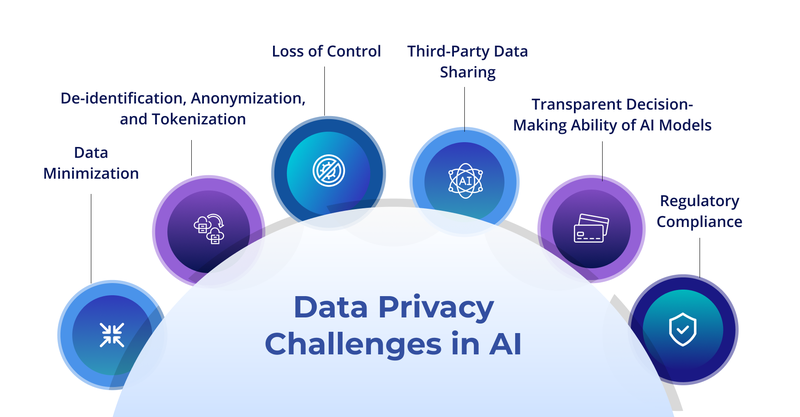 Loss of Control
Third-Party Data
Sharing
De-identification, Anonymization,
and Tokenization
Transparent Decision-
Making Ability of AI Models
Data
Minimization
Regulatory
Compliance
AI
Data Privacy
Challenges in AI